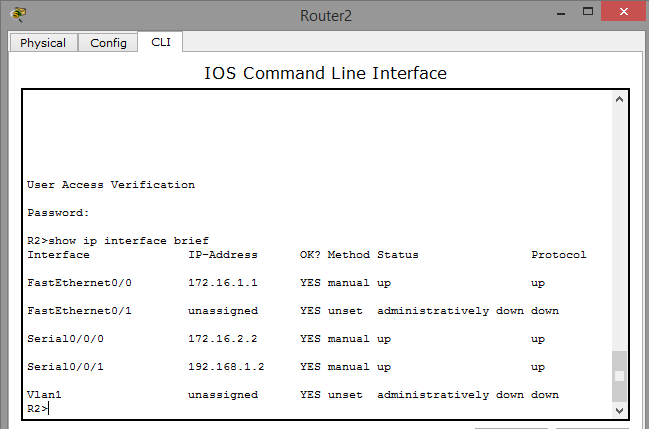 Router2
Physical Config CLI
IOS Command Line Interface
User Access Verification
Password:
R2>show ip interface brief
Interface IP-Address OK? Method Status Protocol
FastEthernet0/0 172.16.1.1 YES manual up up
FastEthernet0/1 unassigned YES unset administratively down down
Serial0/0/0 172.16.2.2 YES manual up up
Serial0/0/1 192.168.1.2 YES manual up up
Vlan1 unassigned YES unset administratively down down
R2>